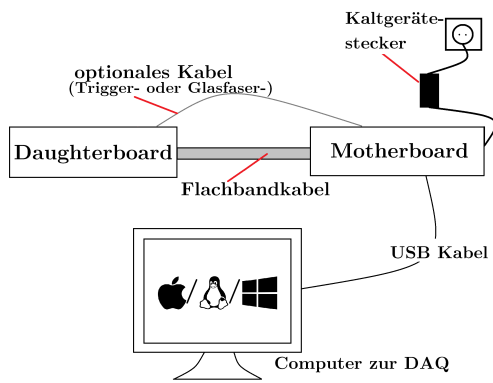 Kaltgeräte-
stecker
optionales Kabel
(Trigger- oder Glasfaser-)
Daughterboard
Motherboard
Flachbandkabel
USB Kabel
/ /
Computer zur DAQ